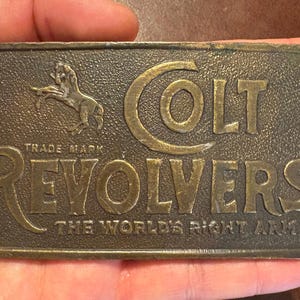 COLT
TRADE MARK
REVOLVERS
THE WORLD'S RIGHT ARM